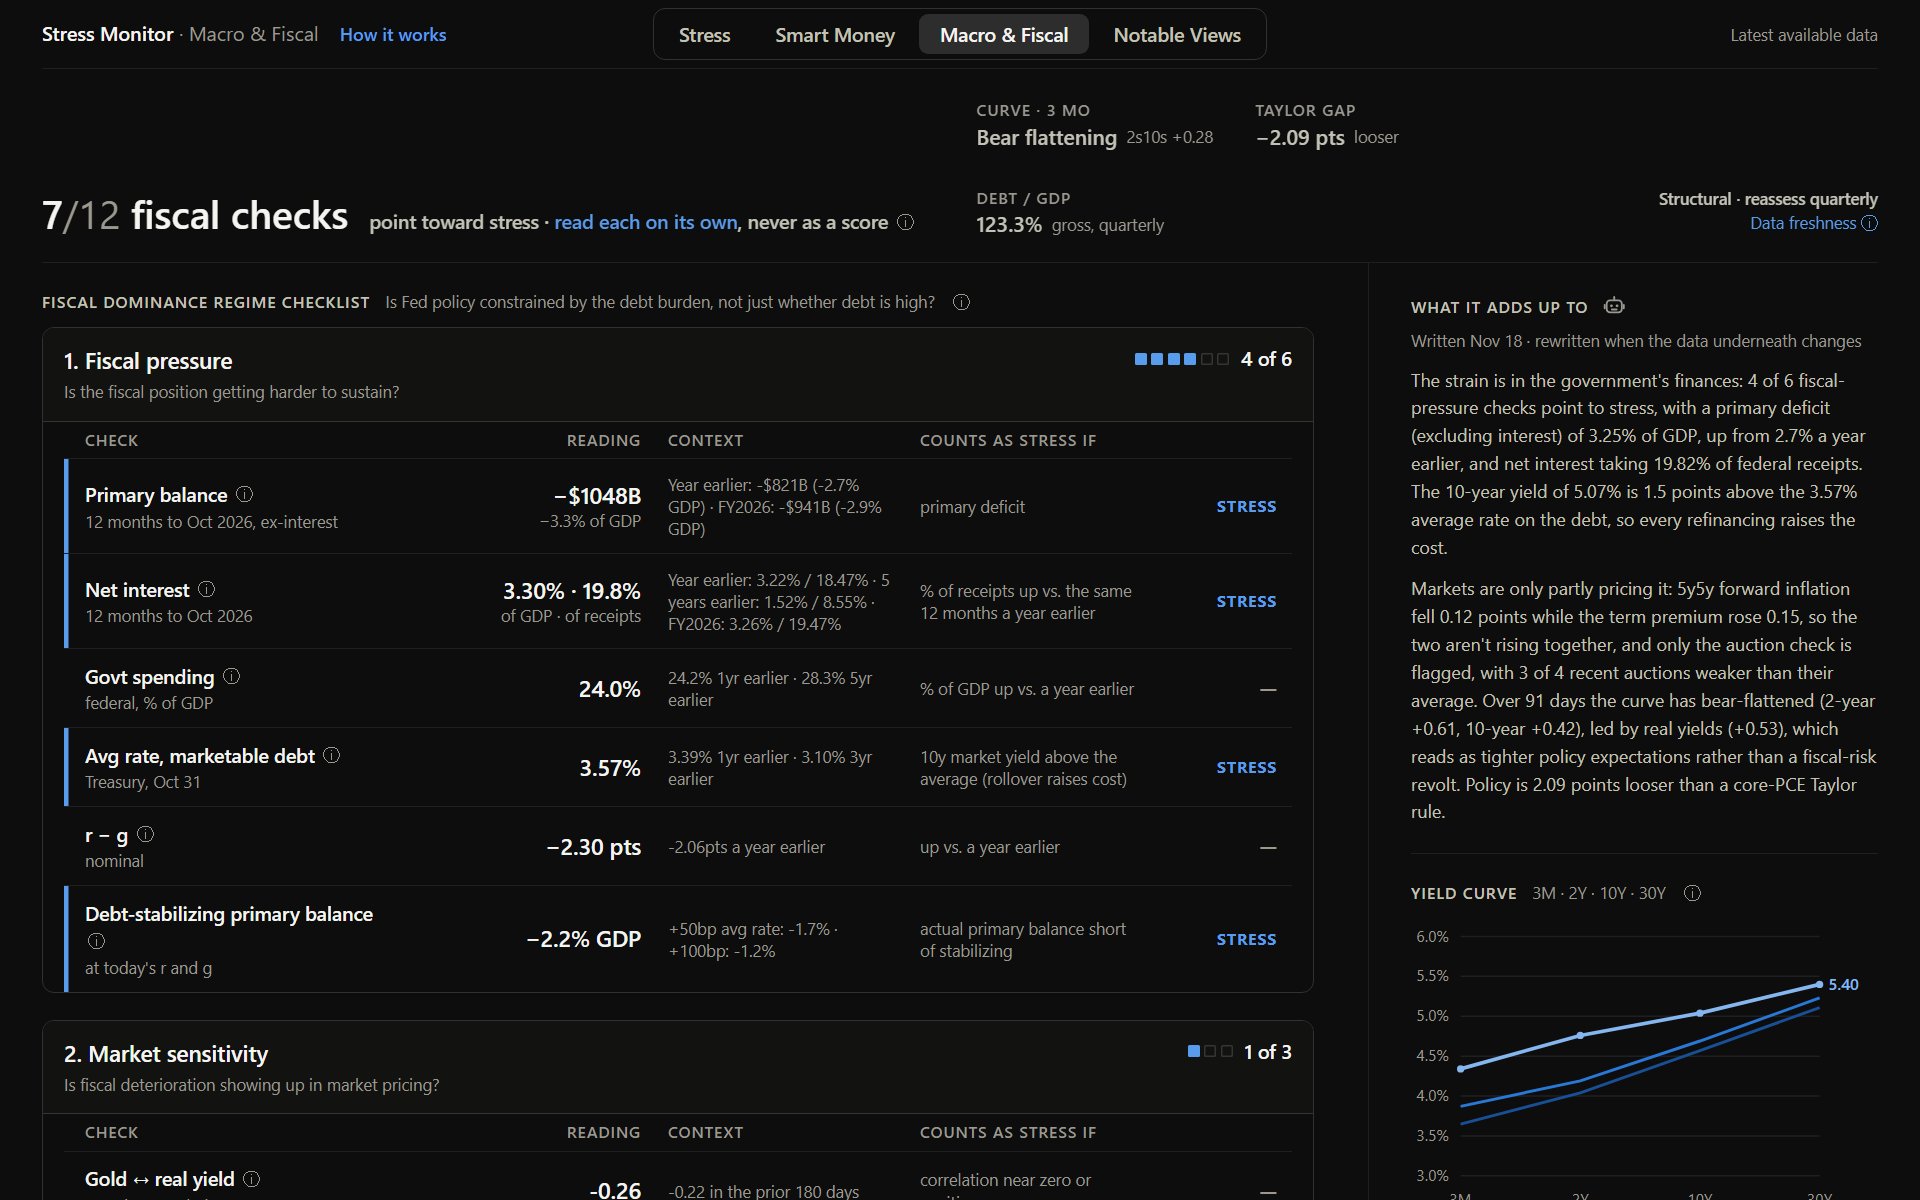 Stress Monitor · Macro & Fiscal How it works
Stress Smart Money Macro & Fiscal Notable Views
Latest available data
CURVE · 3 MO
Bear flattening 2s10s +0.28
TAYLOR GAP
−2.09 pts looser
7/12 fiscal checks point toward stress · read each on its own, never as a score
DEBT / GDP
123.3% gross, quarterly
Structural · reassess quarterly
Data freshness
FISCAL DOMINANCE REGIME CHECKLIST Is Fed policy constrained by the debt burden, not just whether debt is high?
1. Fiscal pressure
4 of 6
Is the fiscal position getting harder to sustain?
CHECK READING CONTEXT COUNTS AS STRESS IF
Primary balance
12 months to Oct 2026, ex-interest
−$1048B
−3.3% of GDP
Year earlier: -$821B (-2.7%
GDP) · FY2026: -$941B (-2.9%
GDP)
primary deficit
STRESS
Net interest
12 months to Oct 2026
3.30% · 19.8%
of GDP · of receipts
Year earlier: 3.22% / 18.47% · 5
years earlier: 1.52% / 8.55% ·
FY2026: 3.26% / 19.47%
% of receipts up vs. the same
12 months a year earlier
STRESS
Govt spending
federal, % of GDP
24.0%
24.2% 1yr earlier · 28.3% 5yr
earlier
% of GDP up vs. a year earlier
—
Avg rate, marketable debt
Treasury, Oct 31
3.57%
3.39% 1yr earlier · 3.10% 3yr
earlier
10y market yield above the
average (rollover raises cost)
STRESS
r − g
nominal
−2.30 pts
-2.06pts a year earlier
up vs. a year earlier
—
Debt-stabilizing primary balance
at today's r and g
−2.2% GDP
+50bp avg rate: -1.7% ·
+100bp: -1.2%
actual primary balance short
of stabilizing
STRESS
2. Market sensitivity
1 of 3
Is fiscal deterioration showing up in market pricing?
CHECK READING CONTEXT COUNTS AS STRESS IF
Gold ↔ real yield
-0.26
-0.22 in the prior 180 days
correlation near zero or
—
WHAT IT ADDS UP TO
Written Nov 18 · rewritten when the data underneath changes
The strain is in the government's finances: 4 of 6 fiscal-
pressure checks point to stress, with a primary deficit
(excluding interest) of 3.25% of GDP, up from 2.7% a year
earlier, and net interest taking 19.82% of federal receipts.
The 10-year yield of 5.07% is 1.5 points above the 3.57%
average rate on the debt, so every refinancing raises the
cost.
Markets are only partly pricing it: 5y5y forward inflation
fell 0.12 points while the term premium rose 0.15, so the
two aren't rising together, and only the auction check is
flagged, with 3 of 4 recent auctions weaker than their
average. Over 91 days the curve has bear-flattened (2-year
+0.61, 10-year +0.42), led by real yields (+0.53), which
reads as tighter policy expectations rather than a fiscal-risk
revolt. Policy is 2.09 points looser than a core-PCE Taylor
rule.
YIELD CURVE 3M · 2Y · 10Y · 30Y
6.0%
5.5%
5.40
5.0%
4.5%
4.0%
3.5%
3.0%
3M 2Y 10Y 30Y